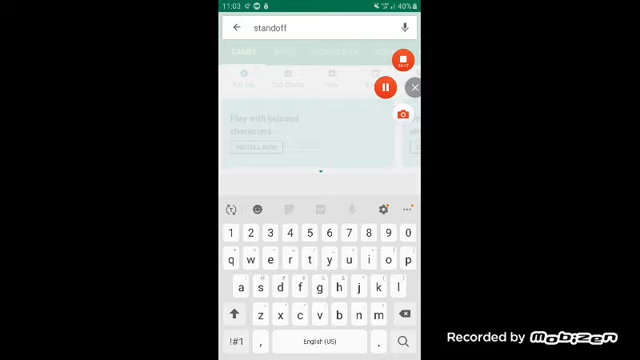 11:03
40%
standoff
GAMES
Play with beloved
characters
INSTALL NOW
1 2 3 4 5 6 7 8 9 0
q w e r t y u i o p
a s d f g h j k l
z x c v b n m
!#1 , English (US) .
Recorded by mobizen